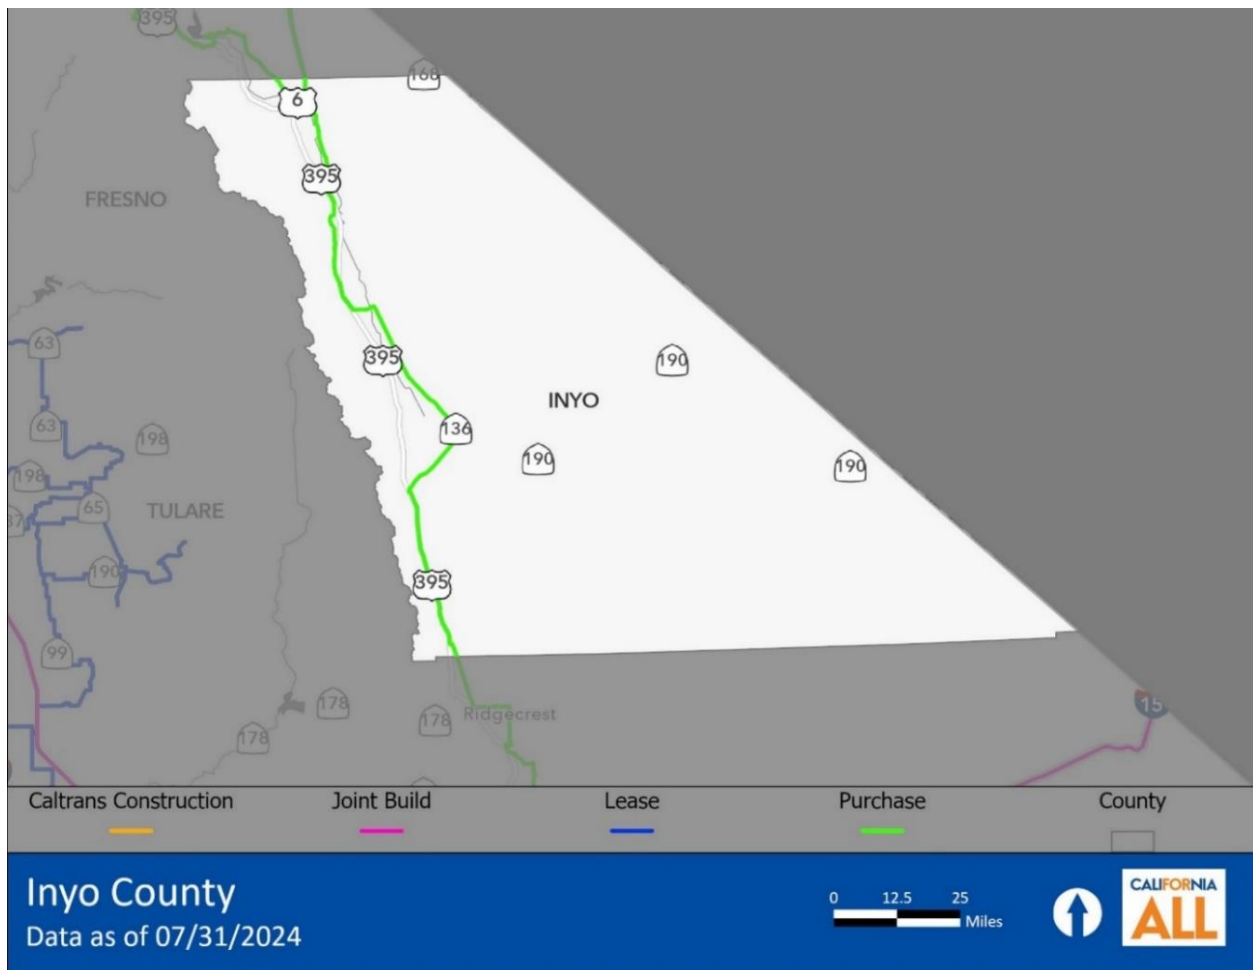 395
168
6
395
FRESNO
63
395
190
INYO
63
198
136
190
190
198
65
TULARE
37
190
395
99
178
178
178
Ridgecrest
15
Caltrans Construction
Joint Build
Lease
Purchase
County
Inyo County
Data as of 07/31/2024
0 12.5 25
Miles
CALIFORNIA
ALL